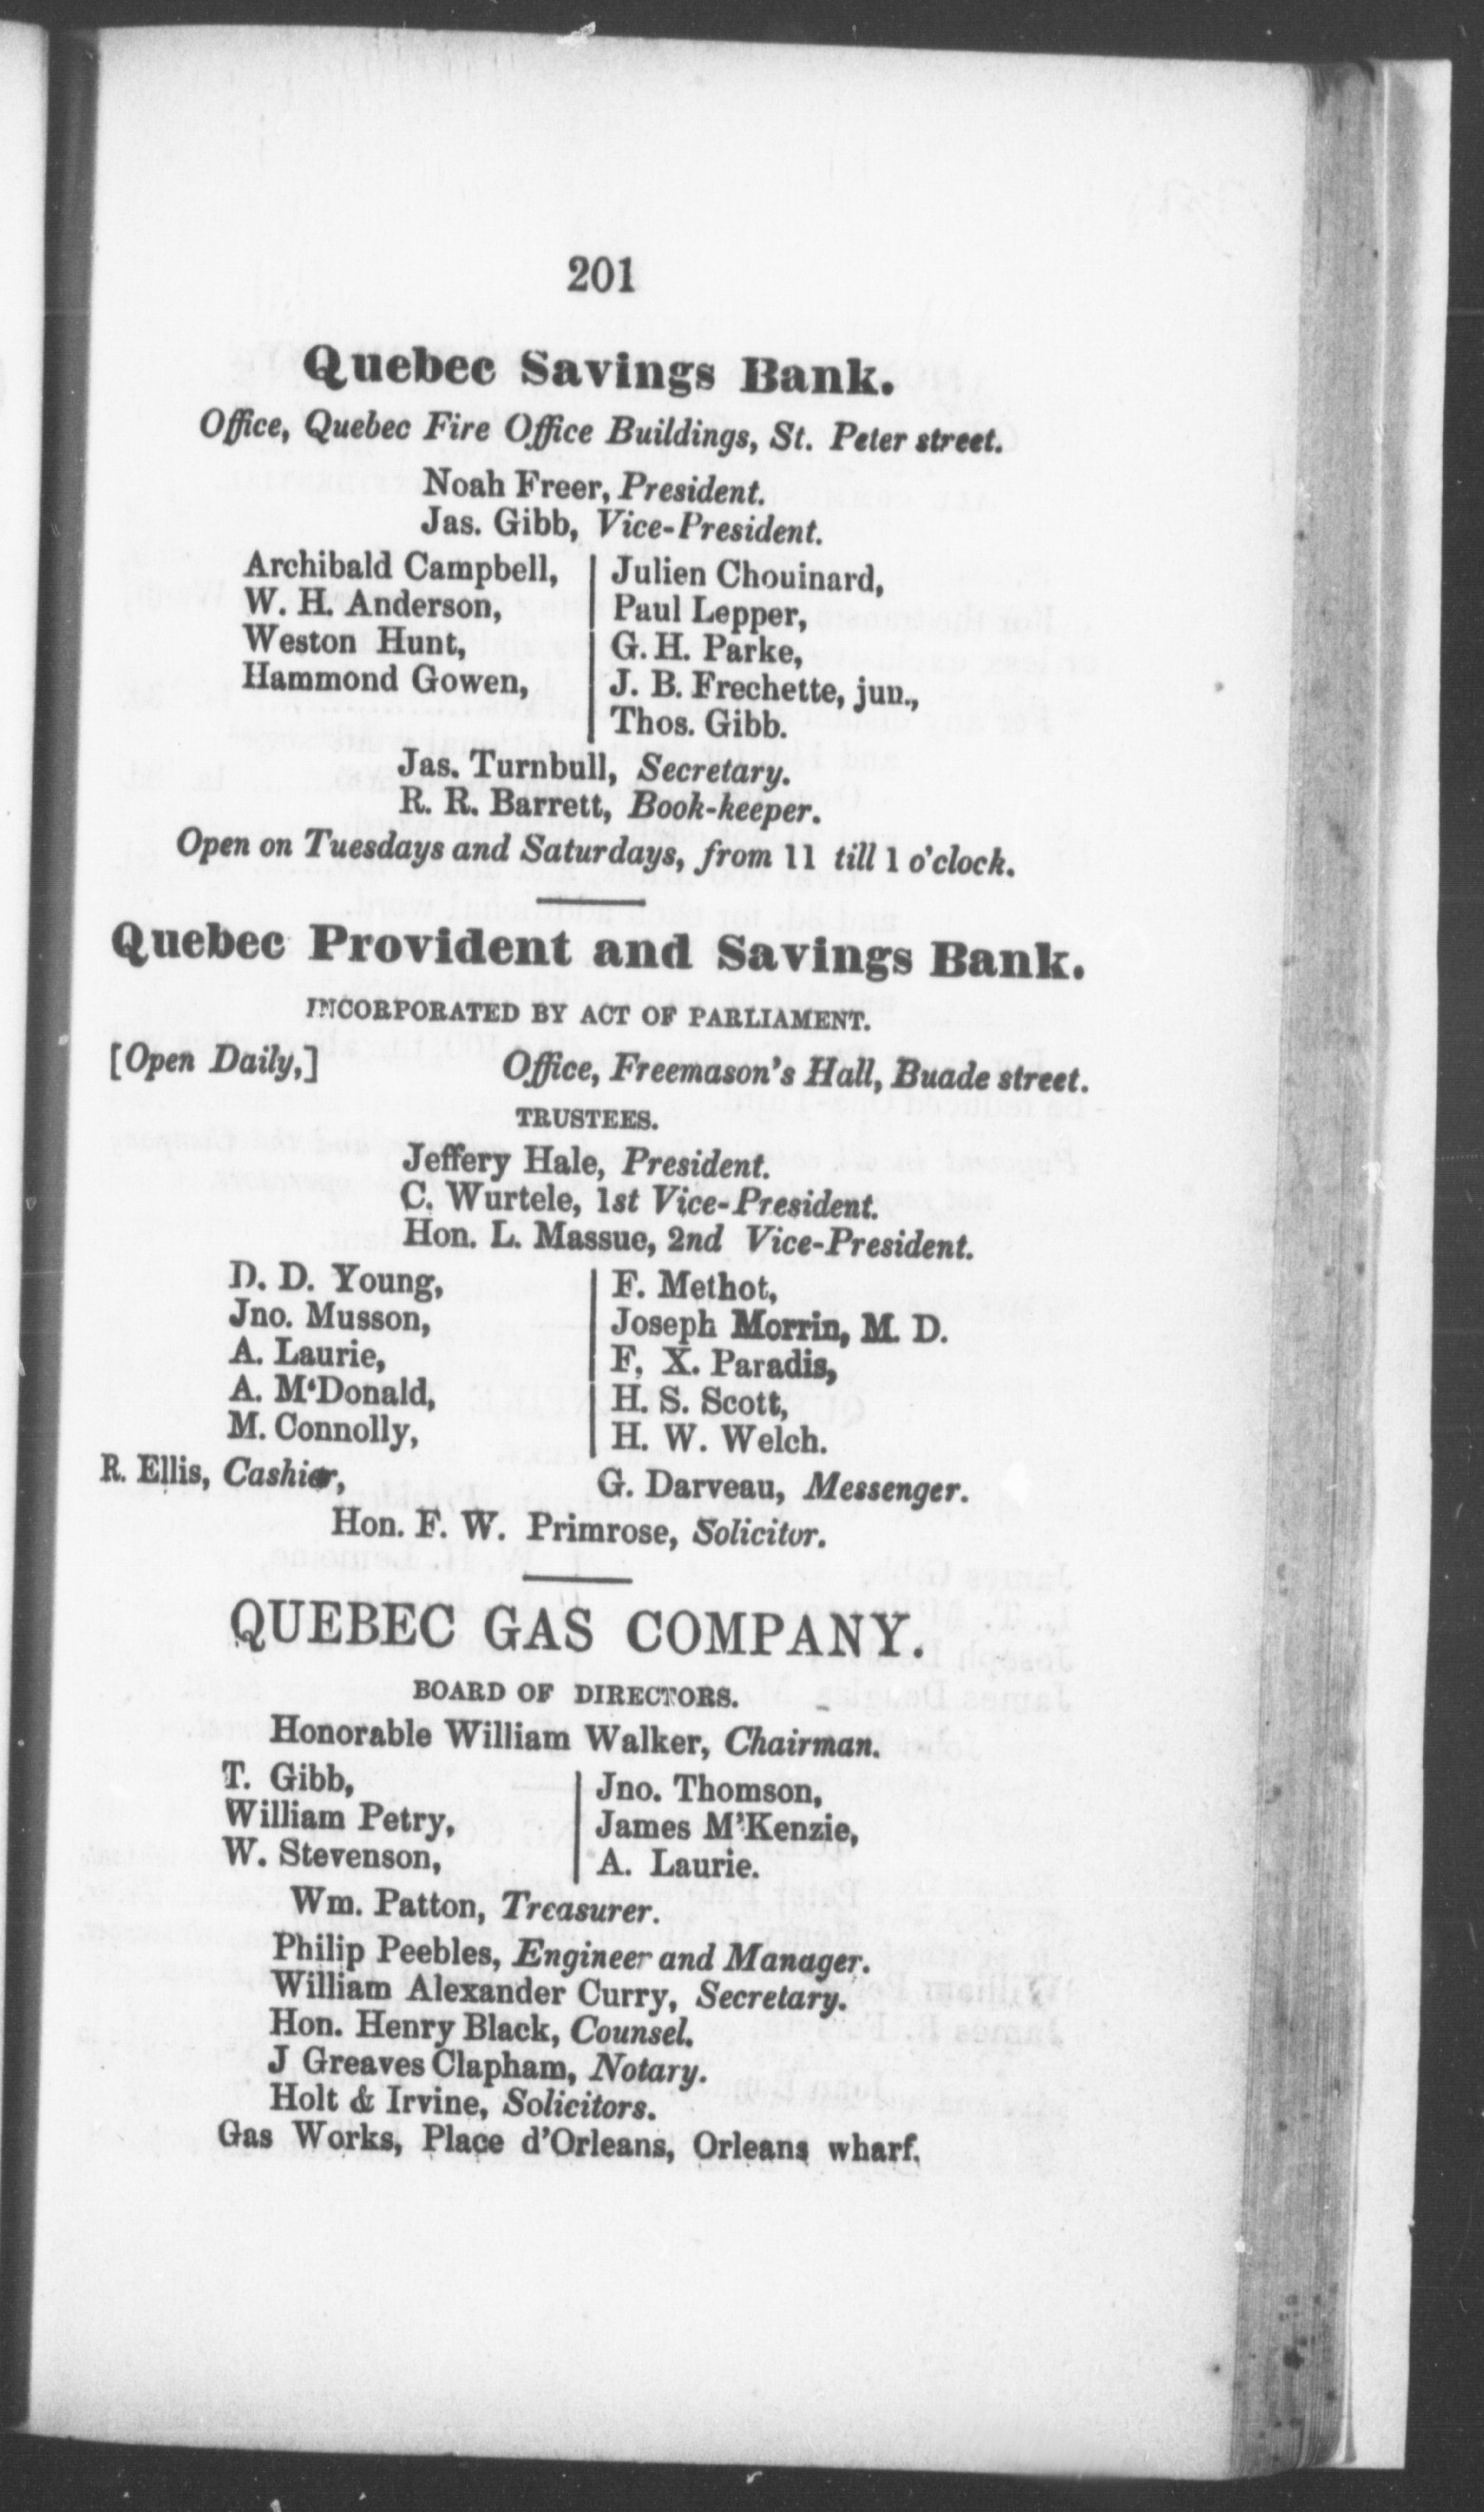 201
Quebec Savings Bank.
Office, Quebec Fire Office Buildings, St. Peter street.
Noah Freer, President.
Jas. Gibb, Vice-President.
Archibald Campbell,
W. H. Anderson,
Weston Hunt,
Hammond Gowen,
Julien Chouinard,
Paul Lepper,
G. H. Parke,
J. B. Frechette, jun.,
Thos. Gibb.
Jas. Turnbull, Secretary.
R. R. Barrett, Book-keeper.
Open on Tuesdays and Saturdays, from 11 till 1 o'clock.
Quebec Provident and Savings Bank.
INCORPORATED BY ACT OF PARLIAMENT.
[Open Daily,] Office, Freemason's Hall, Buade street.
TRUSTEES.
Jeffery Hale, President.
C. Wurtele, 1st Vice-President.
Hon. L. Massue, 2nd Vice-President.
D. D. Young,
Jno. Musson,
A. Laurie,
A. M‘Donald,
M. Connolly,
F. Methot,
Joseph Morrin, M. D.
F, X. Paradis,
H. S. Scott,
H. W. Welch.
R. Ellis, Cashier, G. Darveau, Messenger.
Hon. F. W. Primrose, Solicitor.
QUEBEC GAS COMPANY.
BOARD OF DIRECTORS.
Honorable William Walker, Chairman.
T. Gibb,
William Petry,
W. Stevenson,
Jno. Thomson,
James M'Kenzie,
A. Laurie.
Wm. Patton, Treasurer.
Philip Peebles, Engineer and Manager.
William Alexander Curry, Secretary.
Hon. Henry Black, Counsel.
J Greaves Clapham, Notary.
Holt & Irvine, Solicitors.
Gas Works, Place d'Orleans, Orleans wharf.